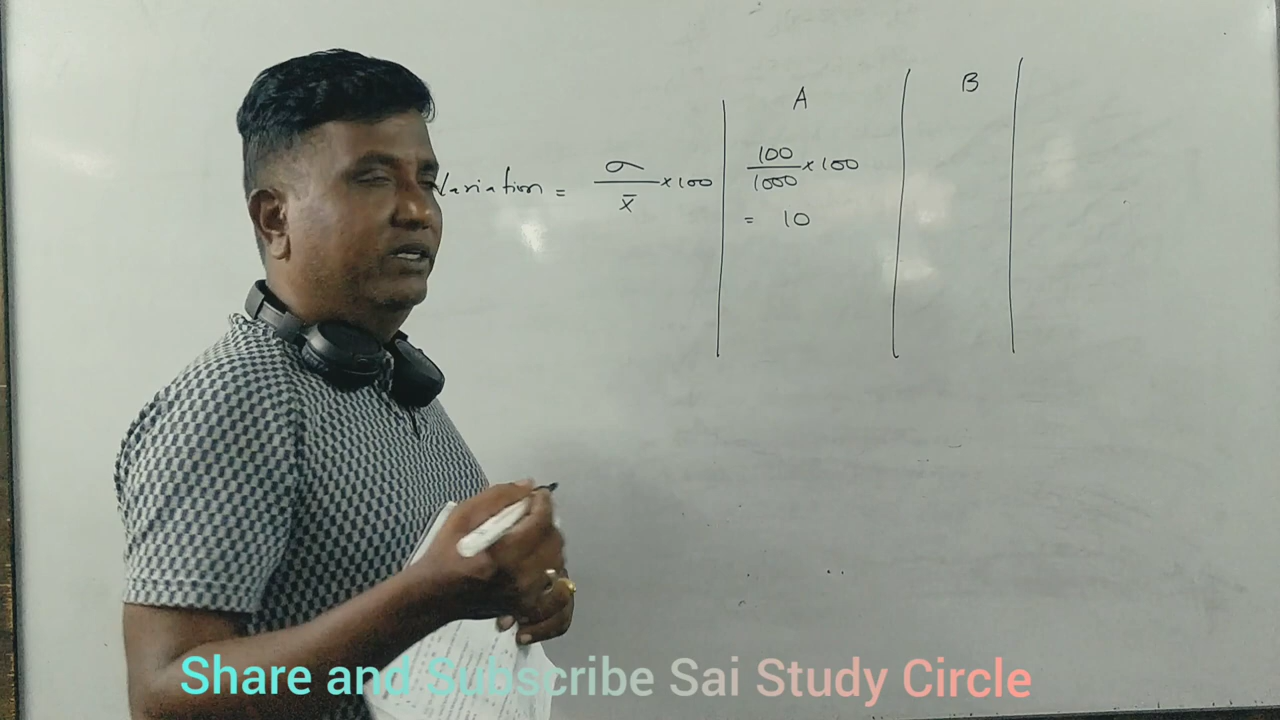 A B
Variation = σ / x̄ ×100
100 / 1000 ×100
= 10
Share and Subscribe Sai Study Circle